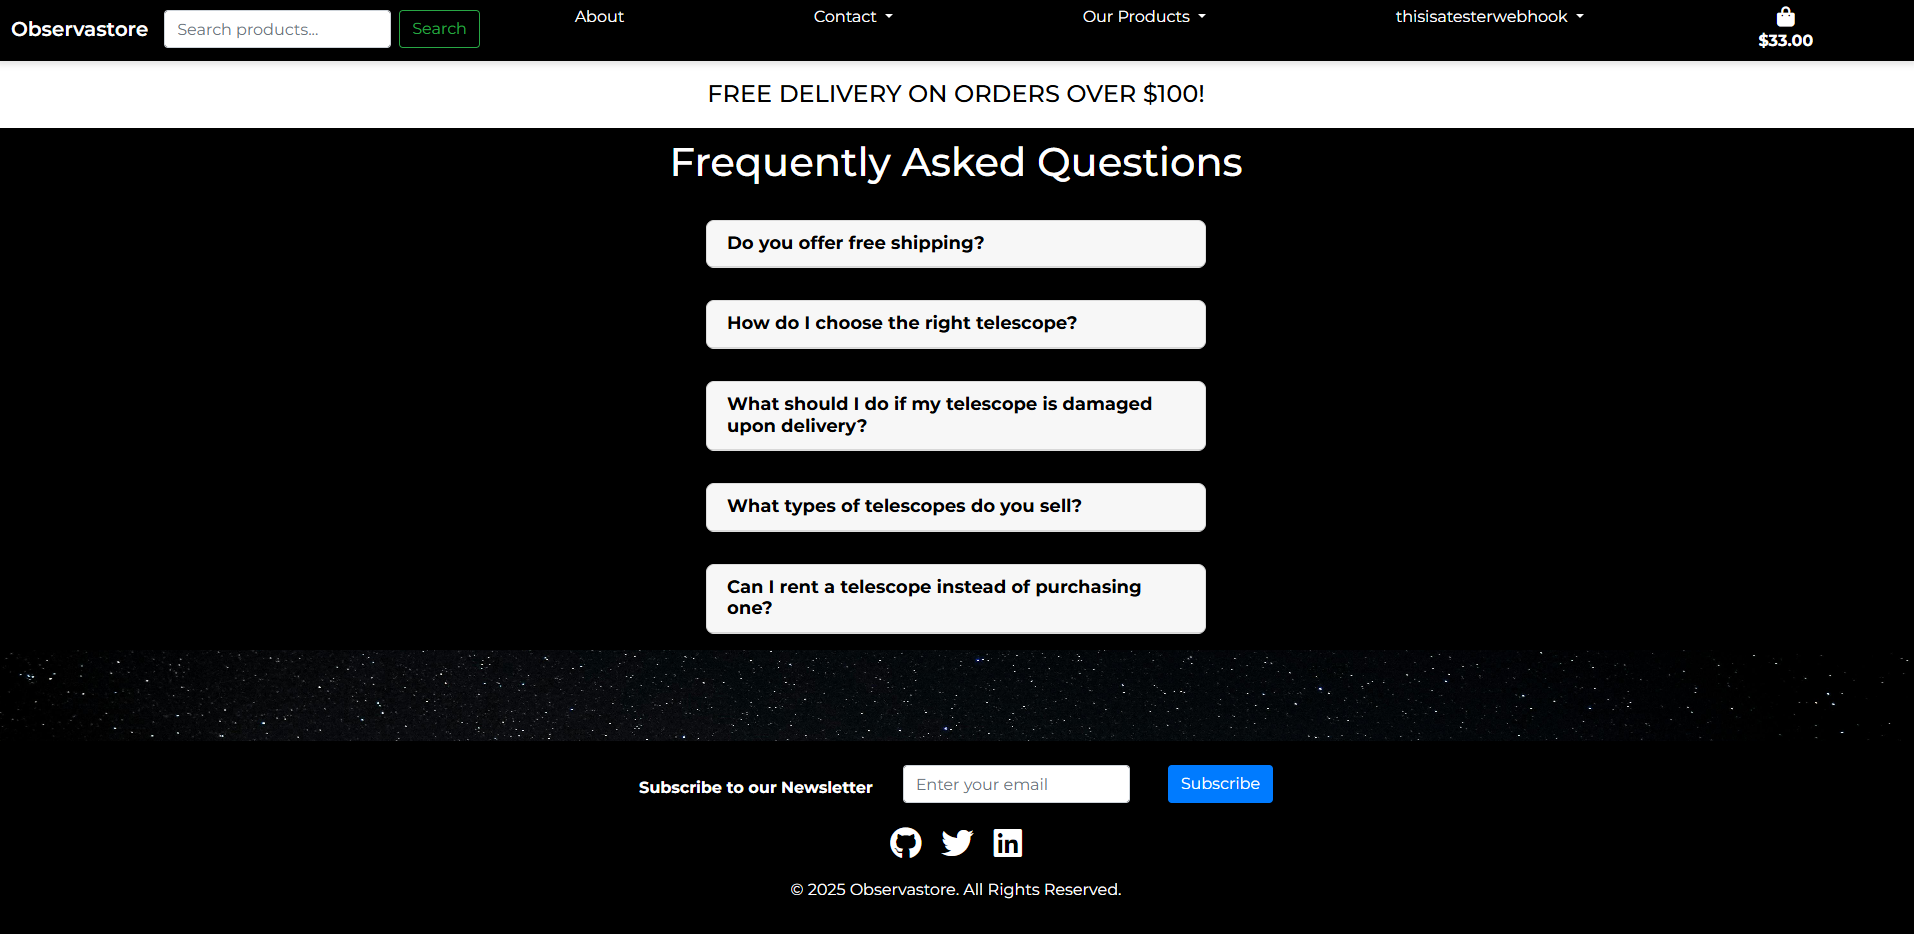 Observastore
Search products...
Search
About
Contact
Our Products
thisisatesterwebhook
$33.00
FREE DELIVERY ON ORDERS OVER $100!
Frequently Asked Questions
Do you offer free shipping?
How do I choose the right telescope?
What should I do if my telescope is damaged
upon delivery?
What types of telescopes do you sell?
Can I rent a telescope instead of purchasing
one?
Subscribe to our Newsletter
Enter your email
Subscribe
in
© 2025 Observastore. All Rights Reserved.